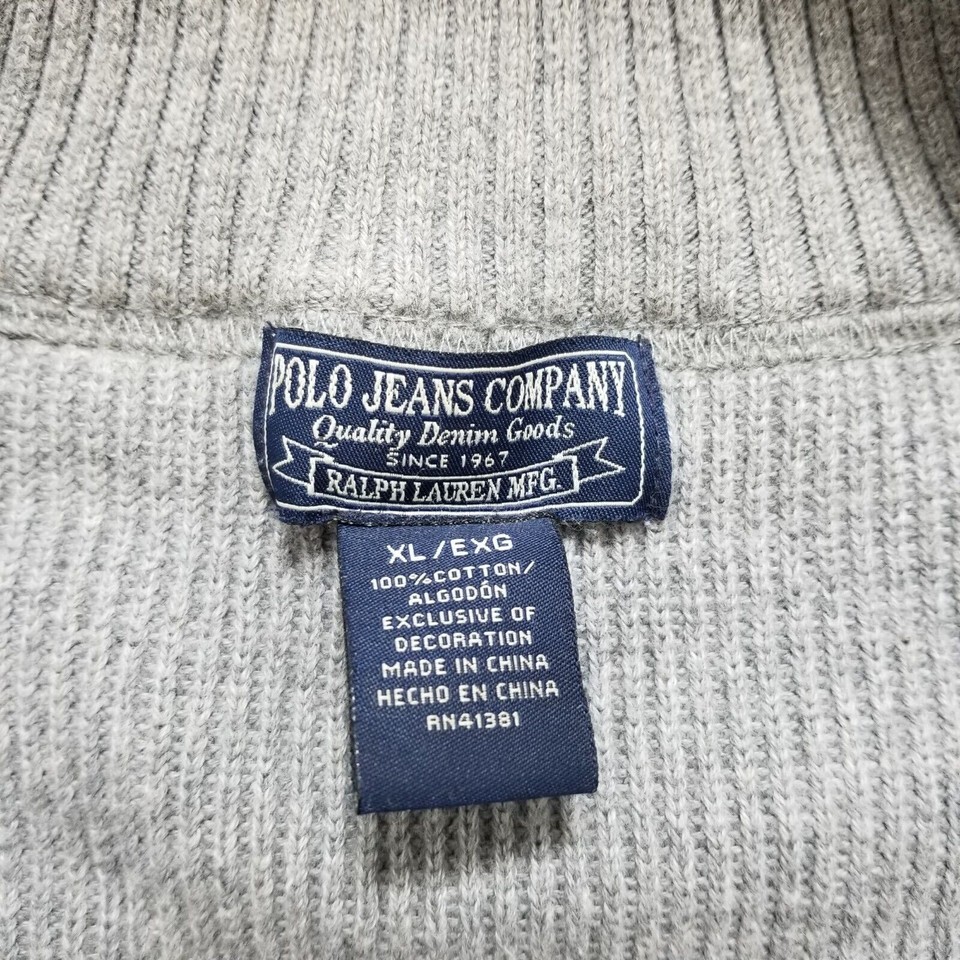 POLO JEANS COMPANY
Quality Denim Goods
SINCE 1967
RALPH LAUREN MFG.
XL/EXG
100%COTTON/
ALGODÓN
EXCLUSIVE OF
DECORATION
MADE IN CHINA
HECHO EN CHINA
RN41381